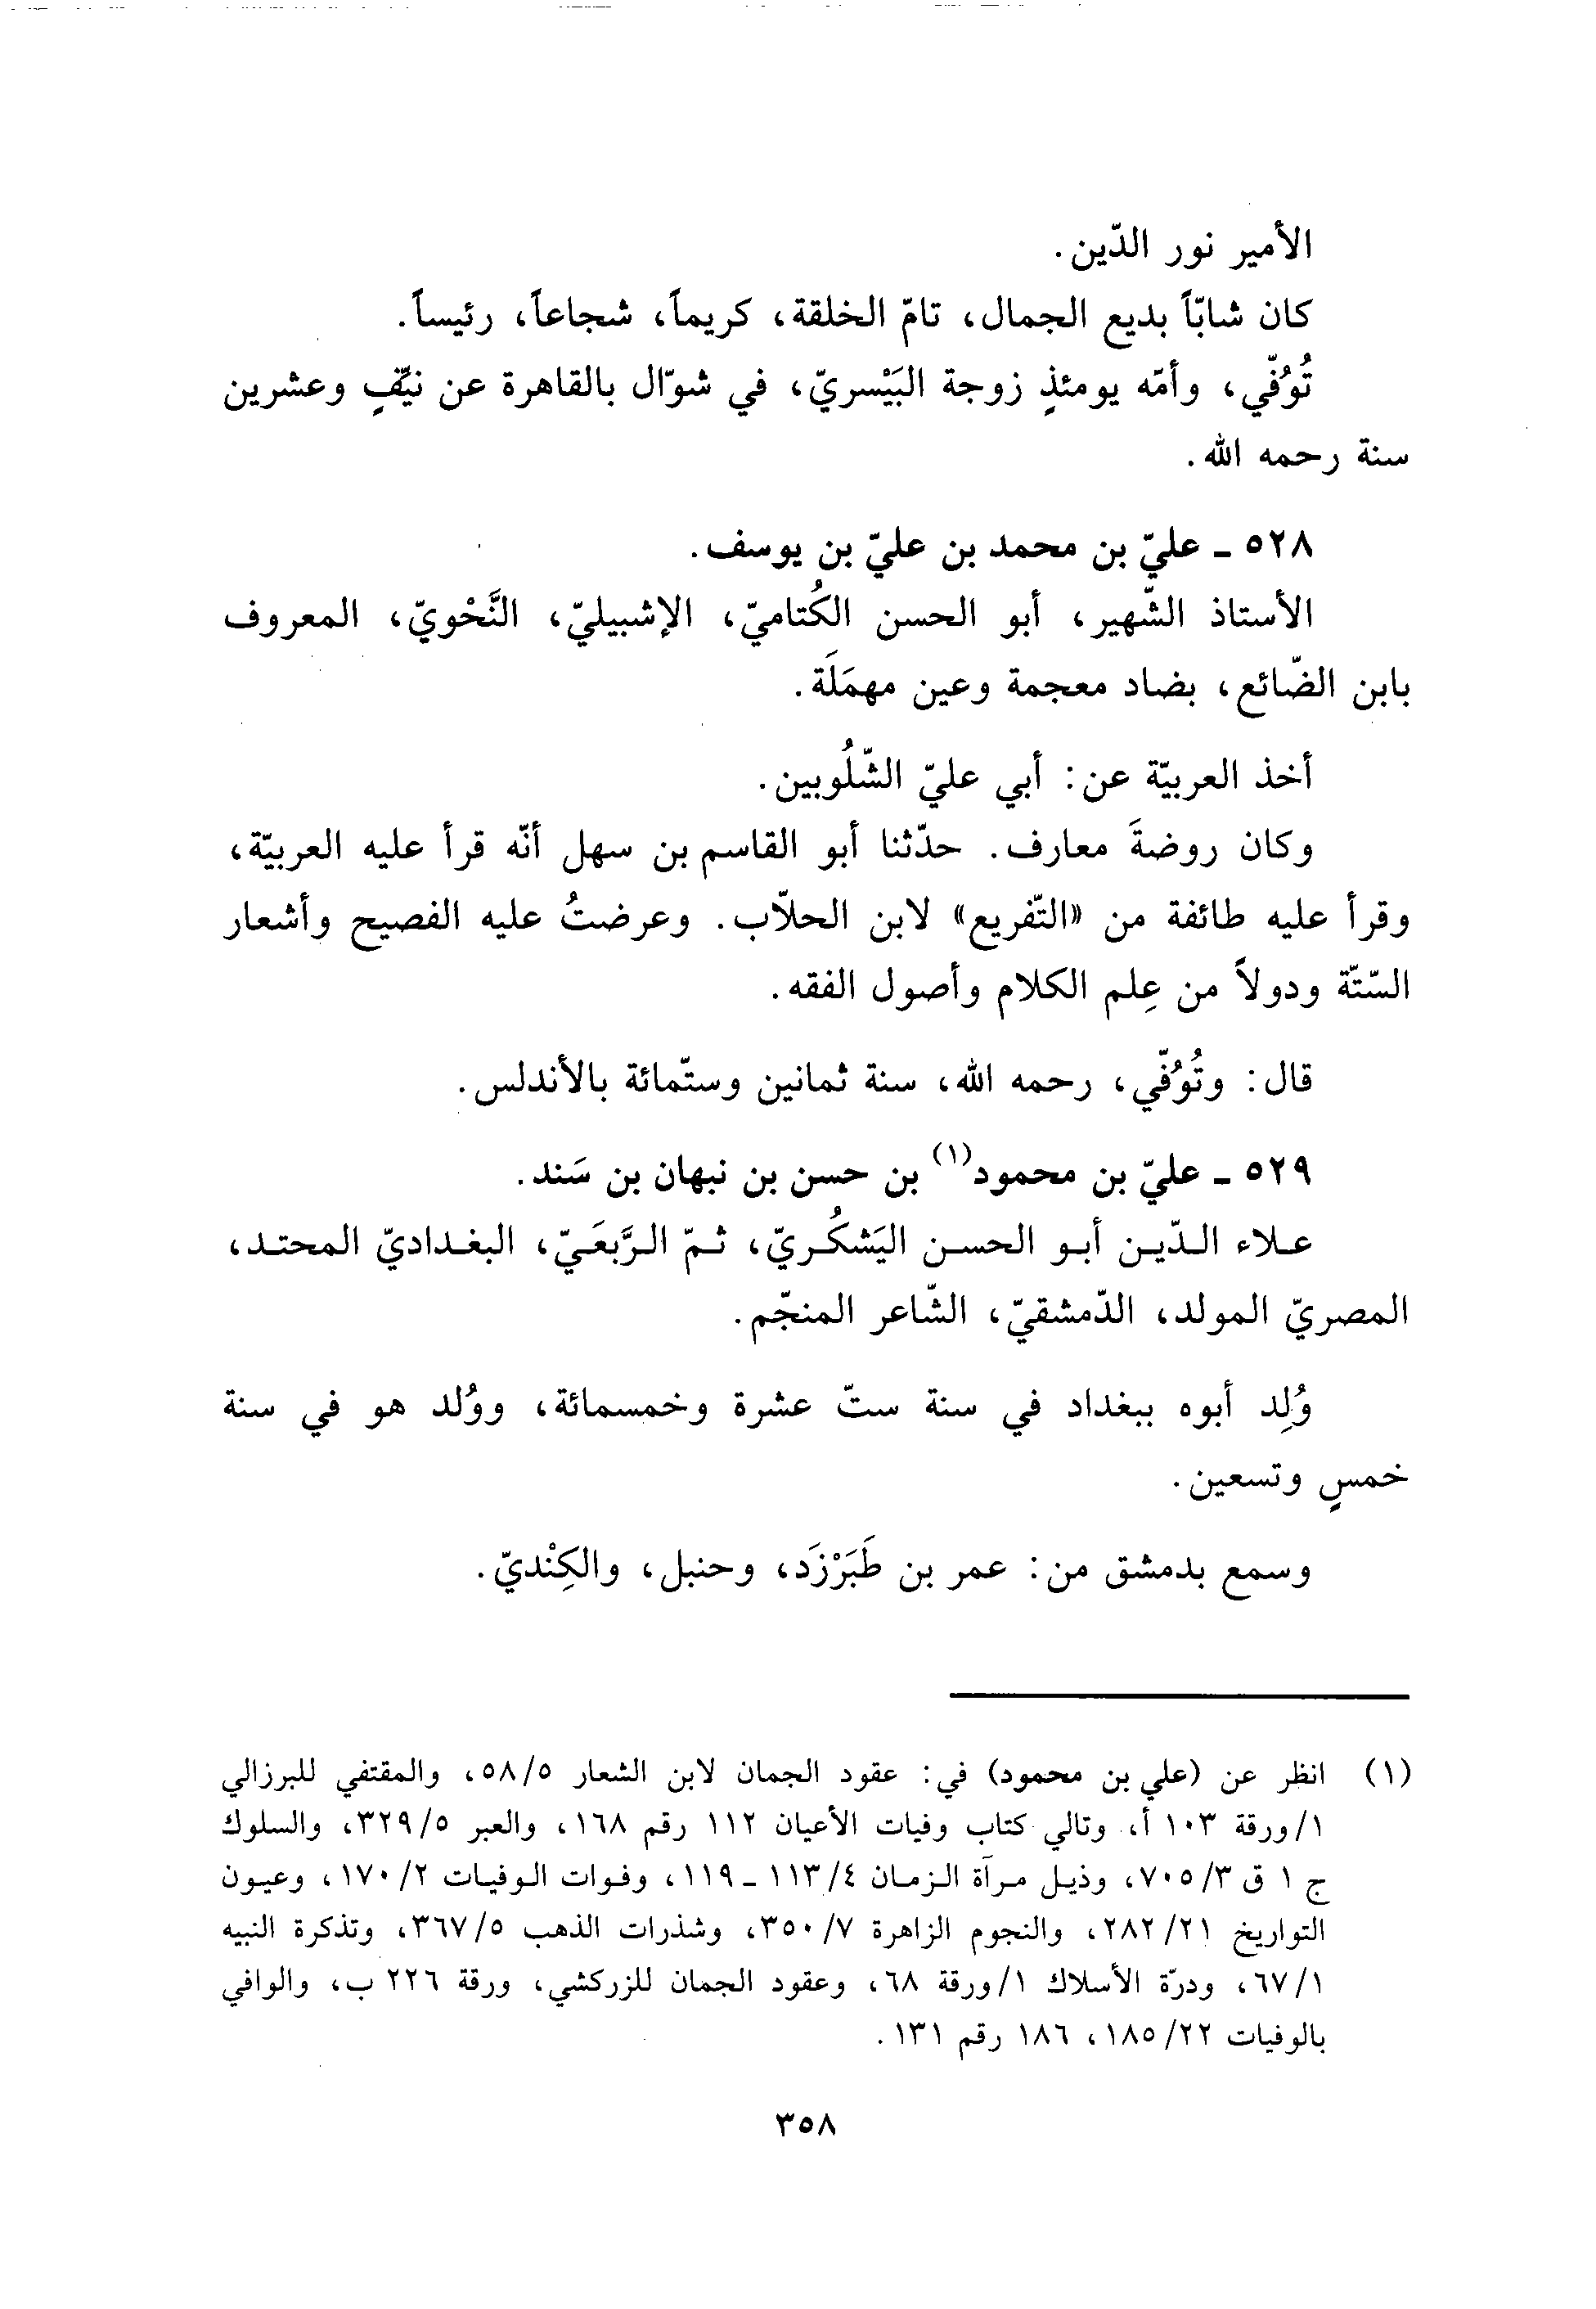 الأمير نور الدّين.
كان شابّاً بديع الجمال، تامّ الخلقة، كريماً، شجاعاً، رئيساً.
تُوُفّي، وأمّه يومئذٍ زوجة البَيْسريّ، في شوّال بالقاهرة عن نيّفٍ وعشرين
سنة رحمه الله.
٥٢٨ ـ عليّ بن محمد بن عليّ بن يوسف.
الأستاذ الشّهير، أبو الحسن الكُتاميّ، الإشبيليّ، النَّحْويّ، المعروف
بابن الضّائع، بضاد معجمة وعين مهمَلَة.
أخذ العربيّة عن: أبي عليّ الشّلُوبين.
وكان روضةَ معارف. حدّثنا أبو القاسم بن سهل أنّه قرأ عليه العربيّة،
وقرأ عليه طائفة من «التّفريع» لابن الحلاّب. وعرضتُ عليه الفصيح وأشعار
السّتّة ودولاً من عِلم الكلام وأصول الفقه.
قال: وتُوُفّي، رحمه الله، سنة ثمانين وستّمائة بالأندلس.
٥٢٩ ـ عليّ بن محمود(١) بن حسن بن نبهان بن سَند.
علاء الدّين أبو الحسن اليَشكُريّ، ثمّ الرَّبعَيّ، البغداديّ المحتد،
المصريّ المولد، الدّمشقيّ، الشّاعر المنجّم.
وُلِد أبوه ببغداد في سنة ستّ عشرة وخمسمائة، ووُلد هو في سنة
خمسٍ وتسعين.
وسمع بدمشق من: عمر بن طَبَرْزَد، وحنبل، والكِنْديّ.
(١) انظر عن (علي بن محمود) في: عقود الجمان لابن الشعار ٥/٥٨، والمقتفي للبرزالي
١/ورقة ١٠٣ أ، وتالي كتاب وفيات الأعيان ١١٢ رقم ١٦٨، والعبر ٥/٣٢٩، والسلوك
ج ١ ق ٣/٧٠٥، وذيل مرآة الزمان ٤/١١٣ ـ ١١٩، وفوات الوفيات ٢/١٧٠، وعيون
التواريخ ٢١/٢٨٢، والنجوم الزاهرة ٧/٣٥٠، وشذرات الذهب ٥/٣٦٧، وتذكرة النبيه
١/٦٧، ودرّة الأسلاك ١/ورقة ٦٨، وعقود الجمان للزركشي، ورقة ٢٢٦ ب، والوافي
بالوفيات ٢٢/١٨٥، ١٨٦ رقم ١٣١.
٣٥٨